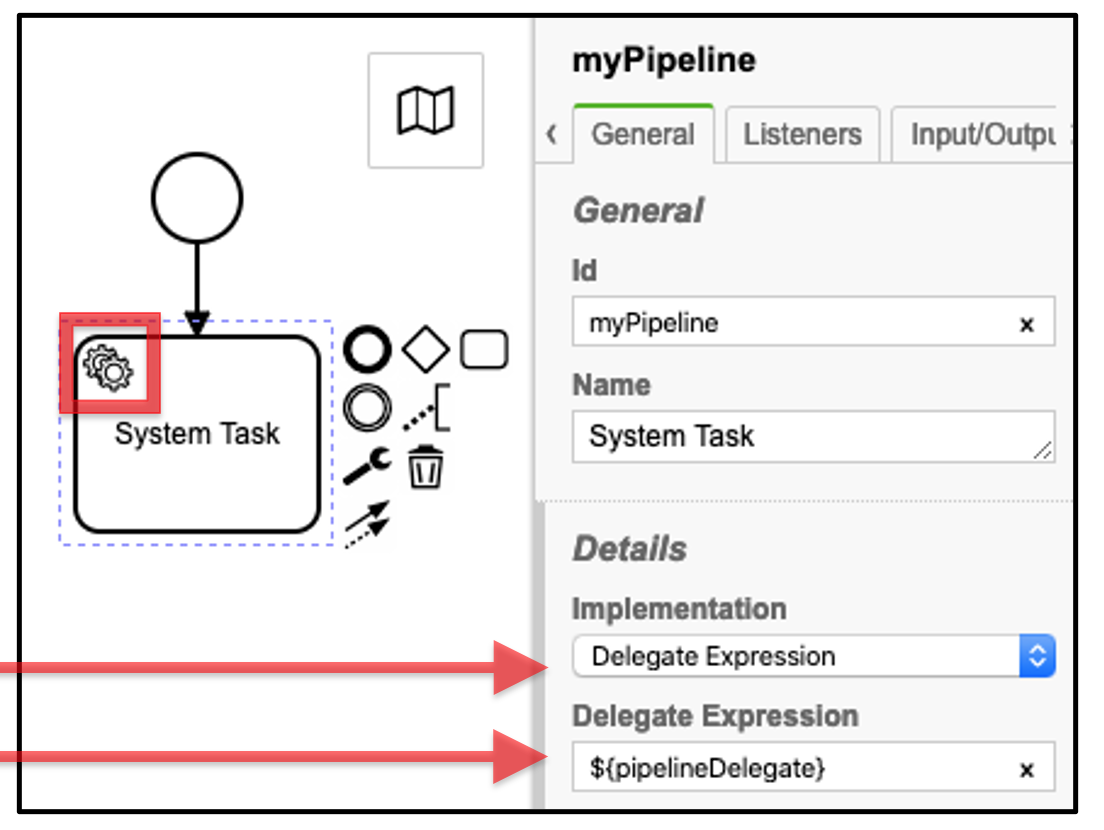 myPipeline
General
Listeners
Input/Outpu
General
Id
myPipeline
Name
System Task
System Task
Details
Implementation
Delegate Expression
Delegate Expression
${pipelineDelegate}